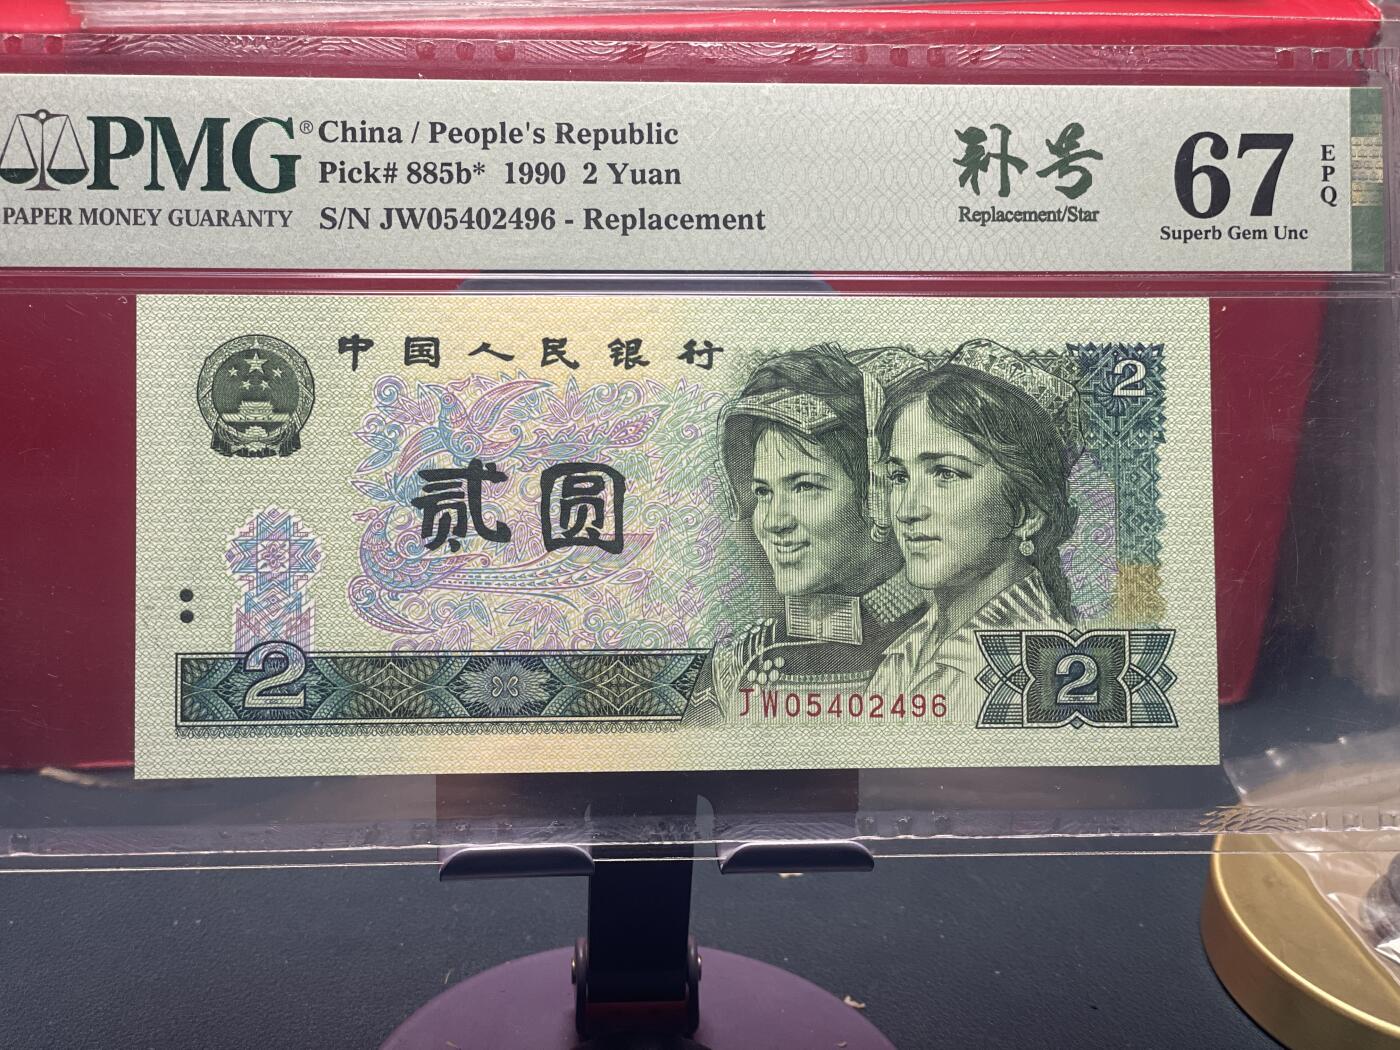 PMG®
PAPER MONEY GUARANTY
China / People's Republic
Pick# 885b* 1990 2 Yuan
S/N JW05402496 - Replacement
补号
Replacement/Star
67
EPQ
Superb Gem Unc
中国人民银行
2
贰圆
2
2
JW05402496